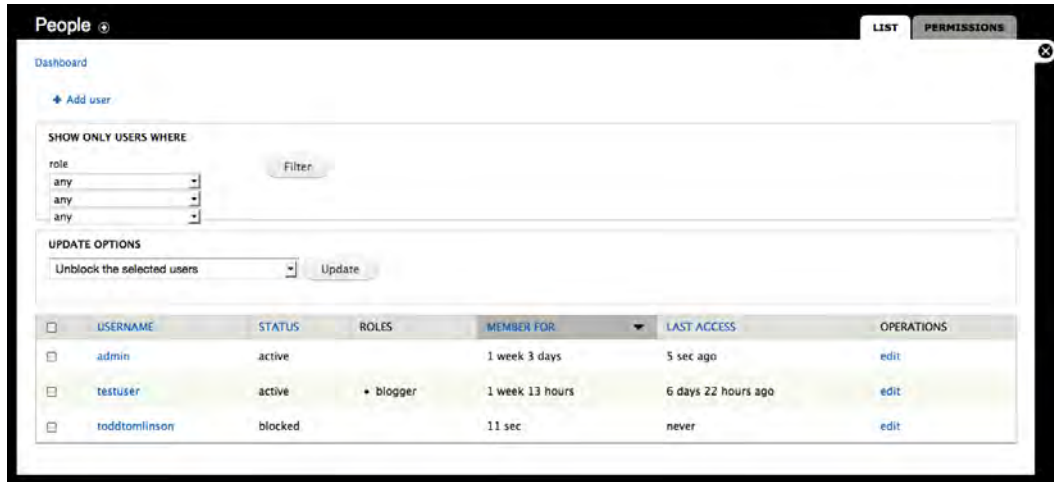 People
LIST PERMISSIONS
Dashboard
+ Add user
SHOW ONLY USERS WHERE
role
any
any
any
Filter
UPDATE OPTIONS
Unblock the selected users Update
USERNAME STATUS ROLES MEMBER FOR LAST ACCESS OPERATIONS
admin active 1 week 3 days 5 sec ago edit
testuser active • blogger 1 week 13 hours 6 days 22 hours ago edit
toddtomlinson blocked 11 sec never edit